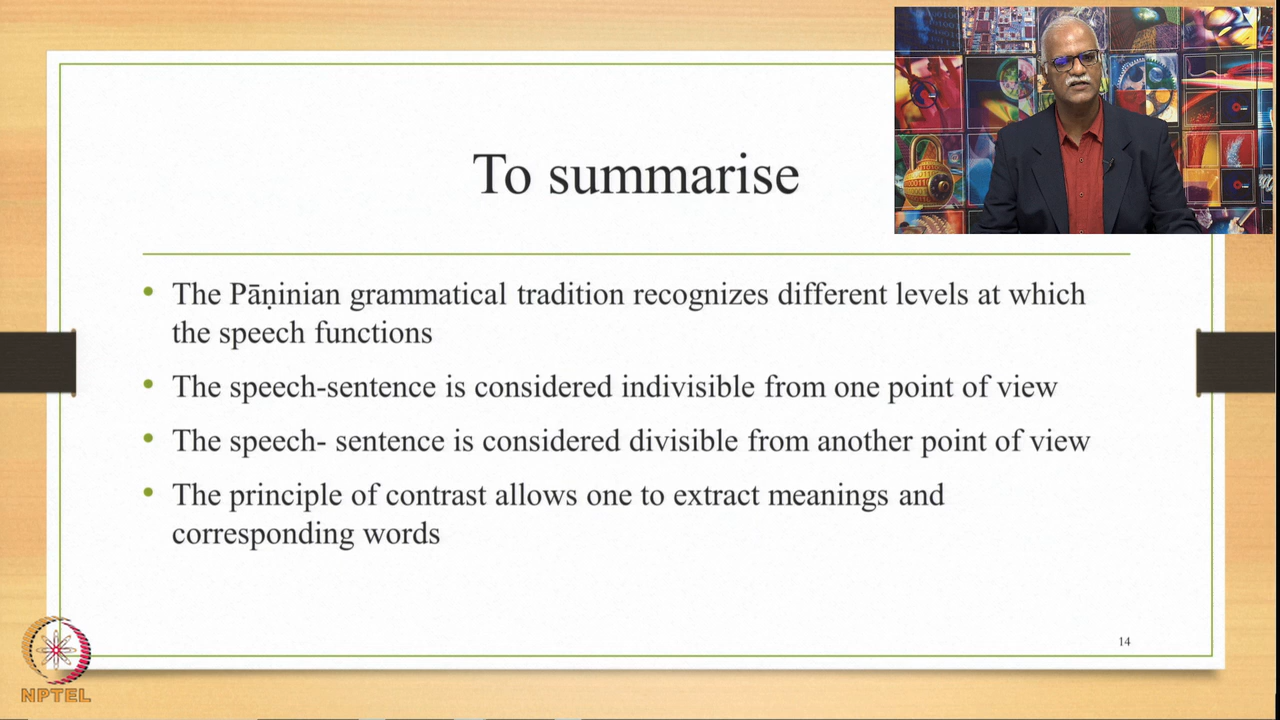 To summarise
• The Pāṇinian grammatical tradition recognizes different levels at which
the speech functions
• The speech-sentence is considered indivisible from one point of view
• The speech- sentence is considered divisible from another point of view
• The principle of contrast allows one to extract meanings and
corresponding words
14
NPTEL